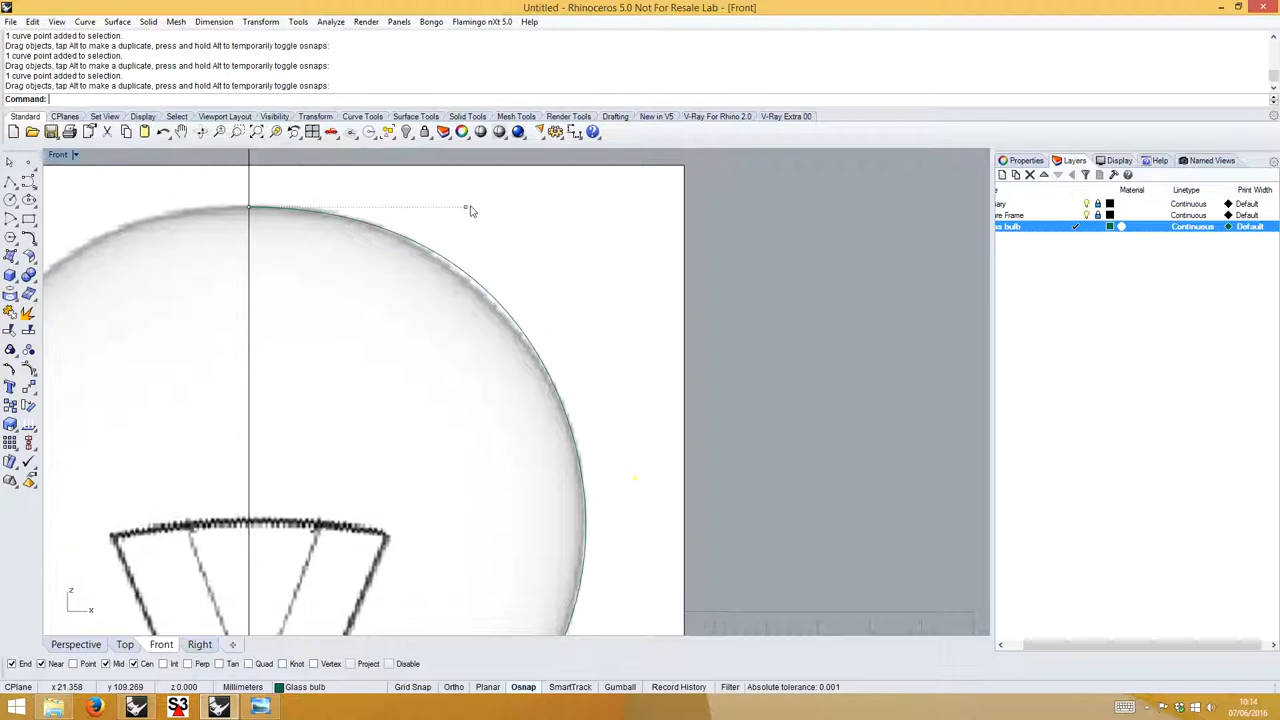 Untitled - Rhinoceros 5.0 Not For Resale Lab - [Front]
File Edit View Curve Surface Solid Mesh Dimension Transform Tools Analyze Render Panels Bongo Flamingo nXt 5.0 Help
1 curve point added to selection.
Drag objects, tap Alt to make a duplicate, press and hold Alt to temporarily toggle osnaps:
1 curve point added to selection.
Drag objects, tap Alt to make a duplicate, press and hold Alt to temporarily toggle osnaps:
1 curve point added to selection.
Drag objects, tap Alt to make a duplicate, press and hold Alt to temporarily toggle osnaps:
Command:
Standard CPlanes Set View Display Select Viewport Layout Visibility Transform Curve Tools Surface Tools Solid Tools Mesh Tools Render Tools Drafting New in V5 V-Ray For Rhino 2.0 V-Ray Extra 00
Front
Properties Layers Display Help Named Views
Material Linetype Print Width
ary Continuous Default
ure Frame Continuous Default
ss bulb Continuous Default
z
x
Perspective Top Front Right
End Near Point Mid Cen Int Perp Tan Quad Knot Vertex Project Disable
CPlane x 21.358 y 109.269 z 0.000 Millimeters Glass bulb Grid Snap Ortho Planar Osnap SmartTrack Gumball Record History Filter Absolute tolerance: 0.001
S3
10:14
07/06/2016